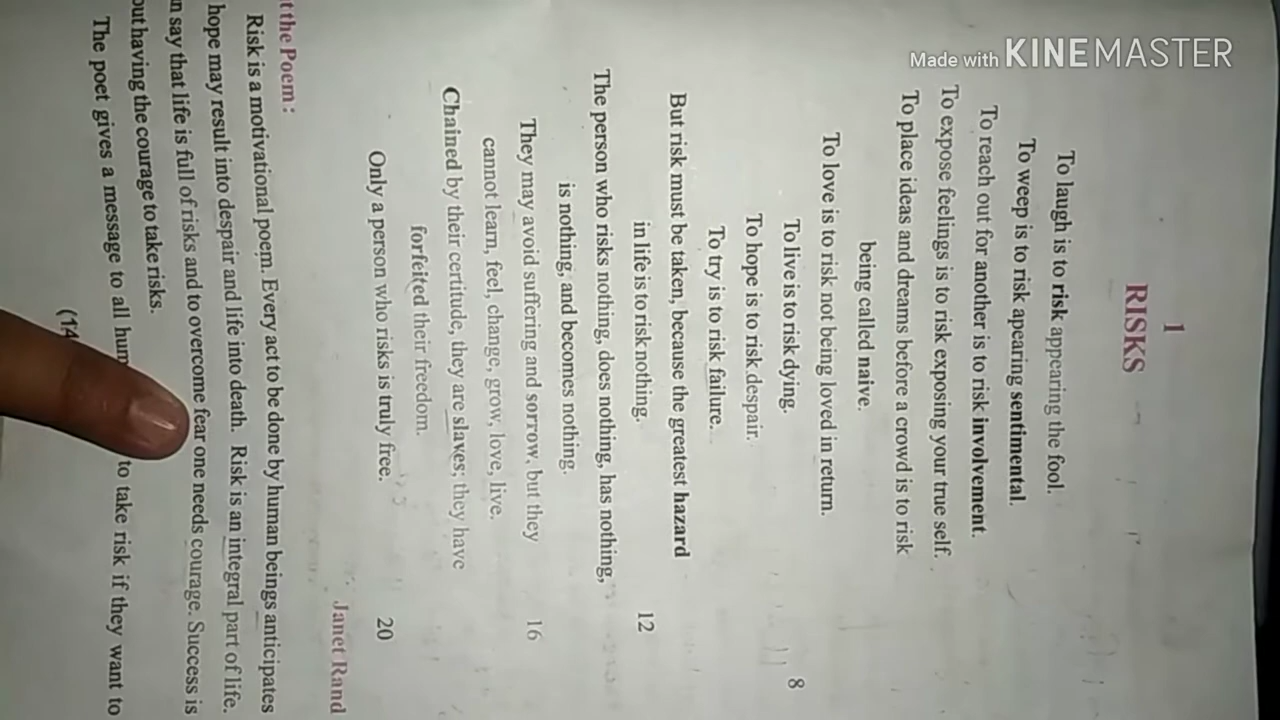 Made with KINEMASTER
1
RISKS
To laugh is to risk appearing the fool.
To weep is to risk apearing sentimental.
To reach out for another is to risk involvement.
To expose feelings is to risk exposing your true self.
To place ideas and dreams before a crowd is to risk
being called naive.
To love is to risk not being loved in return.
To live is to risk dying. 8
To hope is to risk despair.
To try is to risk failure.
But risk must be taken, because the greatest hazard
in life is to risk nothing. 12
The person who risks nothing, does nothing, has nothing,
is nothing, and becomes nothing.
They may avoid suffering and sorrow, but they 16
cannot learn, feel, change, grow, love, live.
Chained by their certitude, they are slaves; they have
forfeited their freedom.
Only a person who risks is truly free. 20
Janet Rand
t the Poem :
Risk is a motivational poem. Every act to be done by human beings anticipates
hope may result into despair and life into death. Risk is an integral part of life.
n say that life is full of risks and to overcome fear one needs courage. Success is
out having the courage to take risks.
The poet gives a message to all hum to take risk if they want to
(14